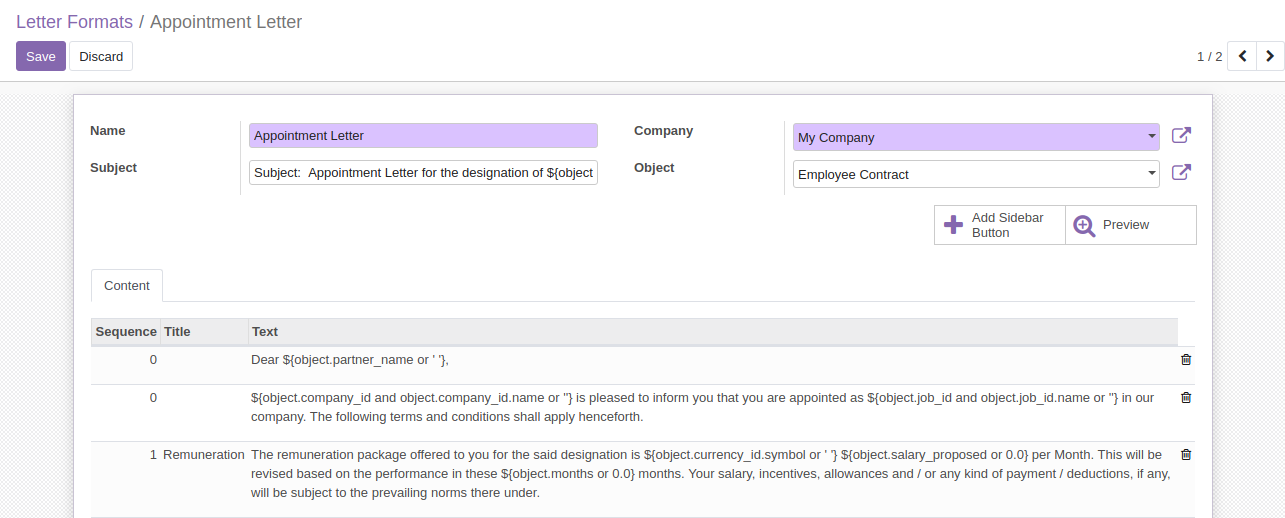 Letter Formats / Appointment Letter
Save Discard 1 / 2
Name Appointment Letter Company My Company
Subject Subject: Appointment Letter for the designation of ${object Object Employee Contract
Add Sidebar Button Preview
Content
Sequence Title Text
0 Dear ${object.partner_name or ' '},
0 ${object.company_id and object.company_id.name or ''} is pleased to inform you that you are appointed as ${object.job_id and object.job_id.name or ''} in our
company. The following terms and conditions shall apply henceforth.
1 Remuneration The remuneration package offered to you for the said designation is ${object.currency_id.symbol or ' '} ${object.salary_proposed or 0.0} per Month. This will be
revised based on the performance in these ${object.months or 0.0} months. Your salary, incentives, allowances and / or any kind of payment / deductions, if any,
will be subject to the prevailing norms there under.